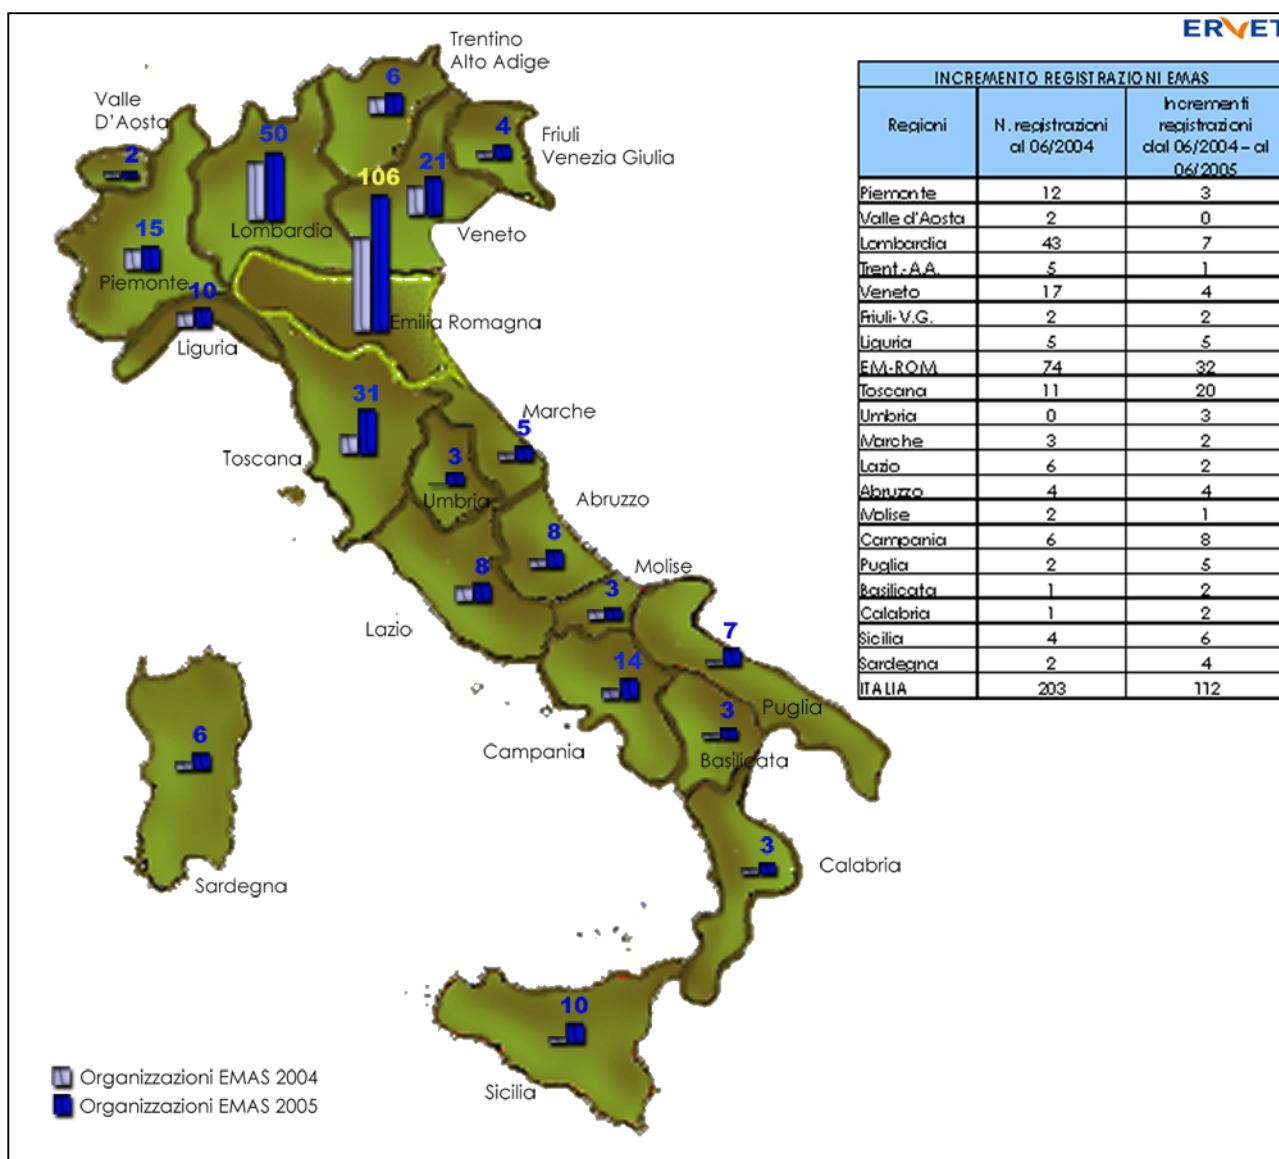 ERVET
Trentino
Alto Adige
6
Valle
D'Aosta
2
50
4
Friuli
Venezia Giulia
21
106
Lombardia
Veneto
15
Piemonte
10
Liguria
Emilia Romagna
31
Toscana
Marche
5
3
Umbria
Abruzzo
8
8
Lazio
Molise
3
7
14
Campania
Puglia
3
Basilicata
6
Sardegna
3
Calabria
10
Sicilia
Organizzazioni EMAS 2004
Organizzazioni EMAS 2005
INCREMENTO REGISTRAZIONI EMAS
Regioni N. registrazioni al 06/2004 Incrementi registrazioni dal 06/2004 – al 06/2005
Piemonte 12 3
Valle d'Aosta 2 0
Lombardia 43 7
Trent.-A.A. 5 1
Veneto 17 4
Friuli-V.G. 2 2
Liguria 5 5
EM-ROM 74 32
Toscana 11 20
Umbria 0 3
Marche 3 2
Lazio 6 2
Abruzzo 4 4
Molise 2 1
Campania 6 8
Puglia 2 5
Basilicata 1 2
Calabria 1 2
Sicilia 4 6
Sardegna 2 4
ITALIA 203 112